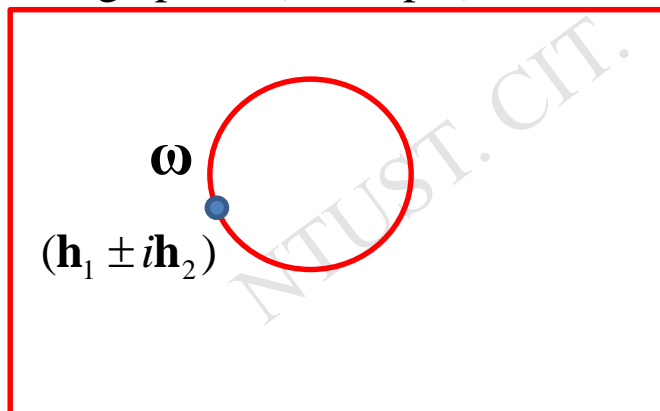 ω
(h₁ ± ih₂)
NTUST. CIT.